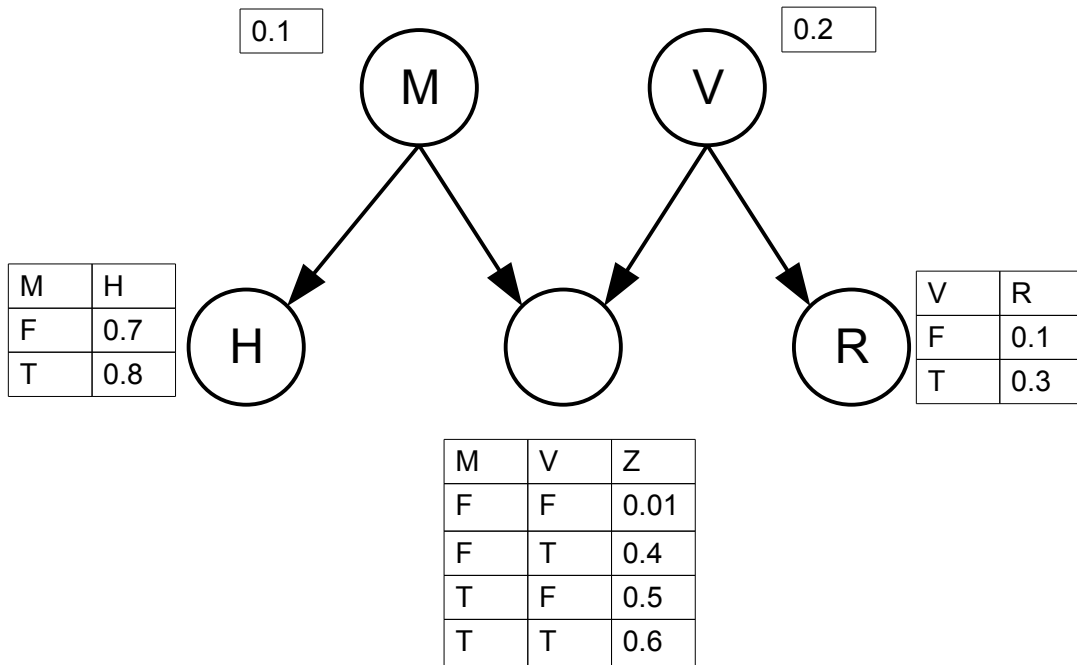 0.1
0.2
M
V
M H
F 0.7
T 0.8
H
R
V R
F 0.1
T 0.3
M V Z
F F 0.01
F T 0.4
T F 0.5
T T 0.6